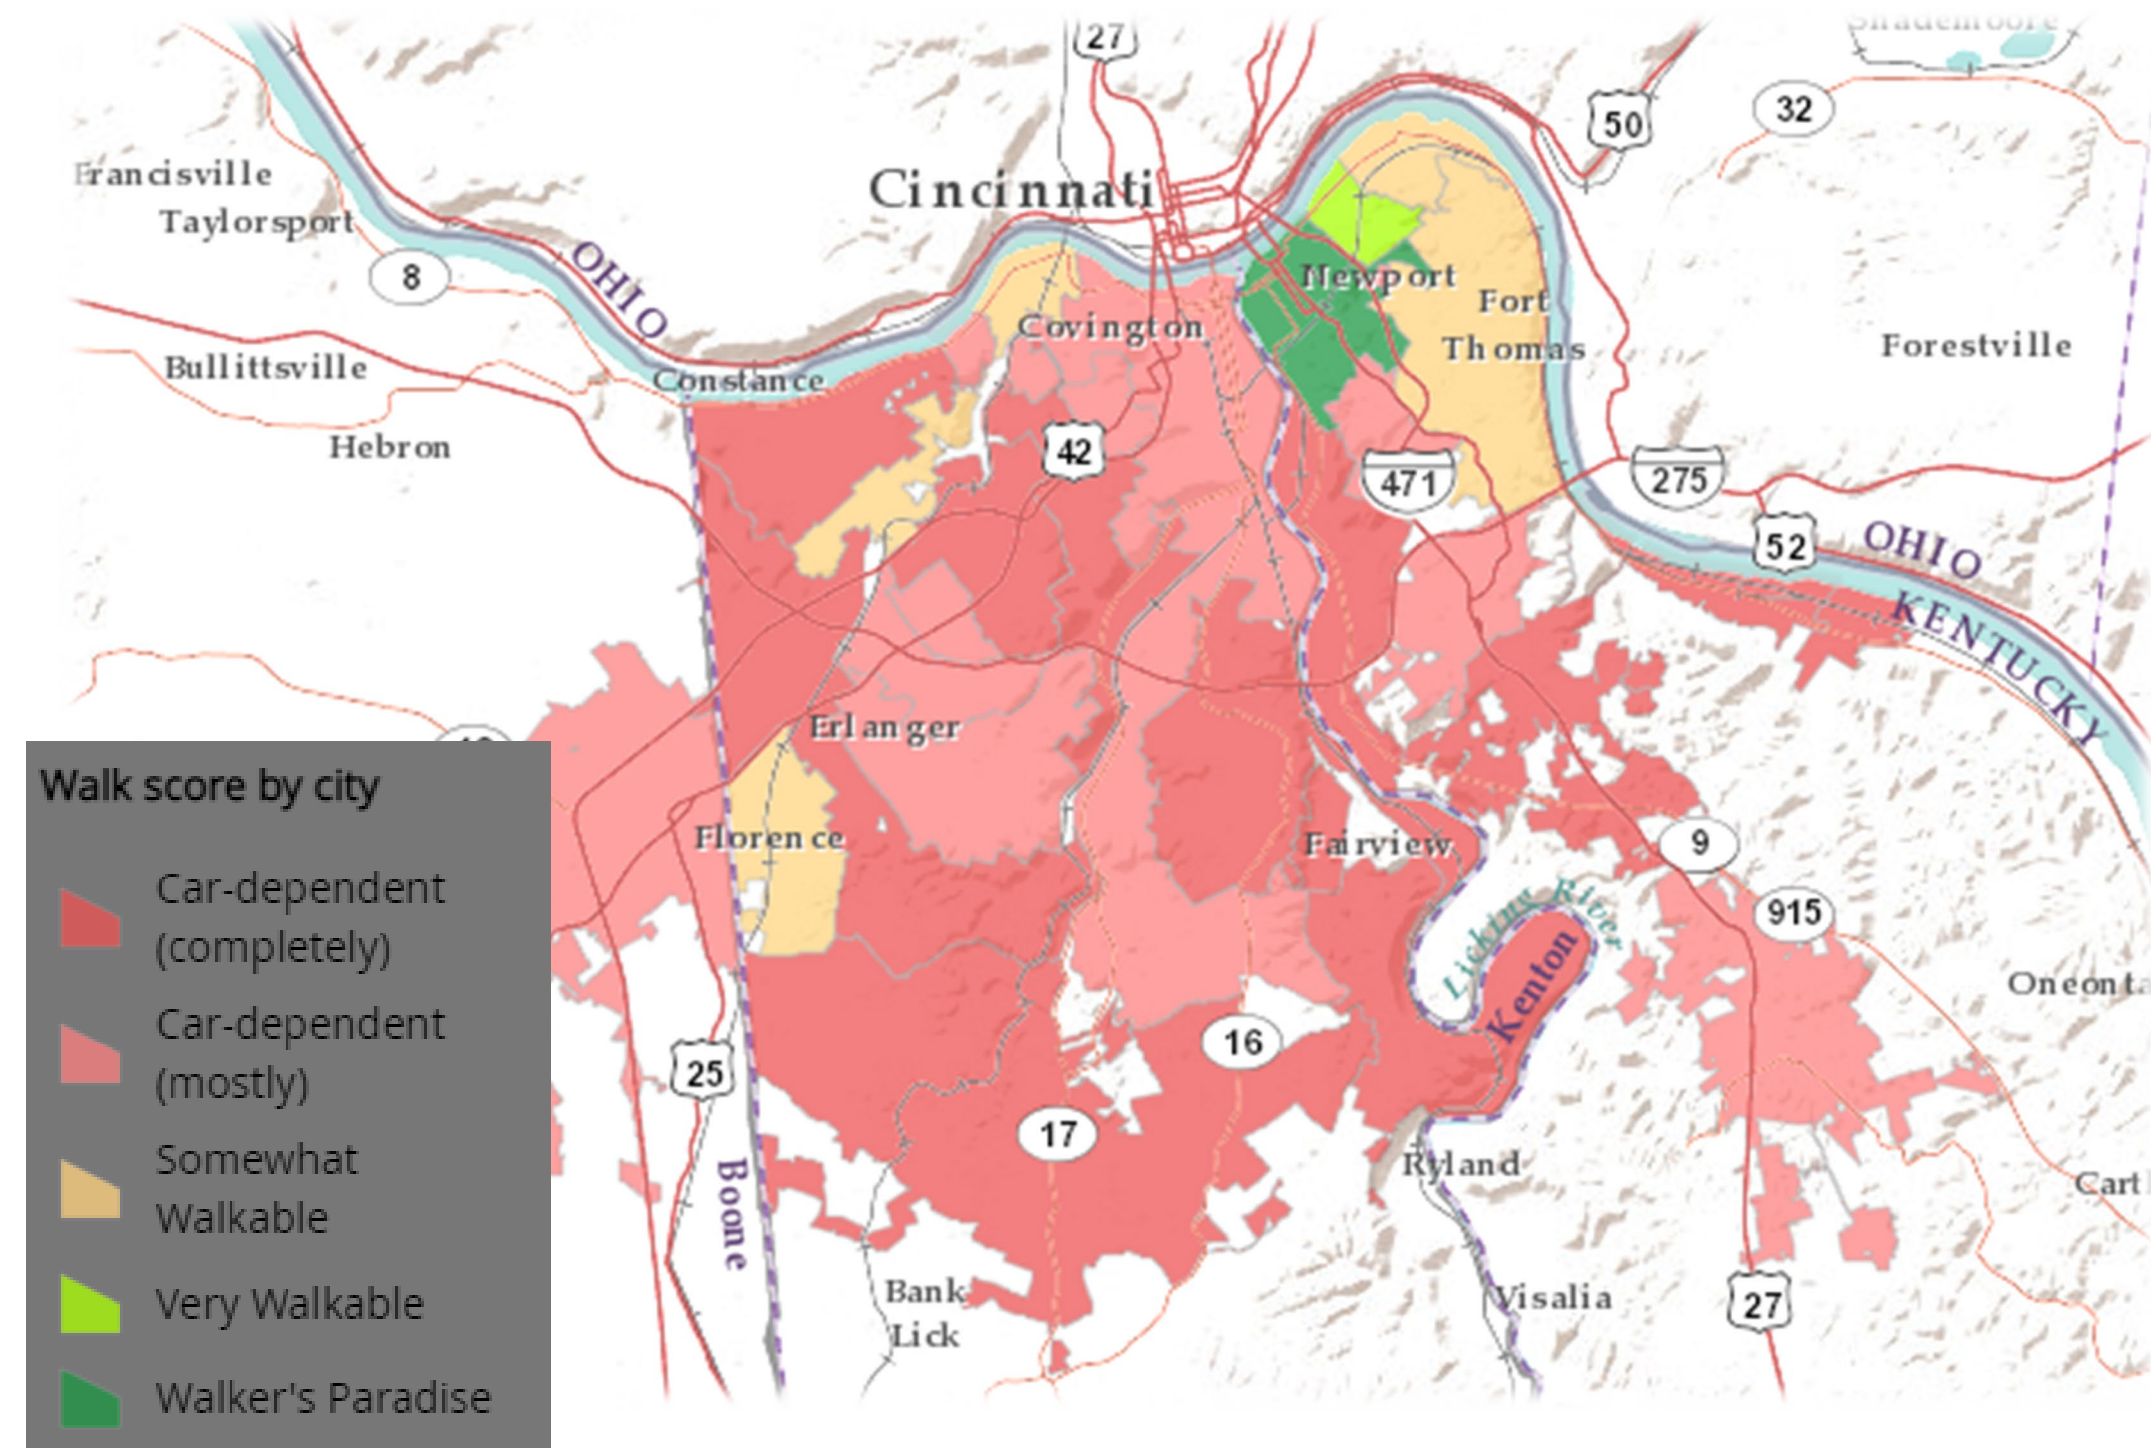 27
50
32
Francisville
Cincinnati
Taylorsport
8
OHIO
Newport
Fort
Thomas
Covington
Forestville
Bullittsville
Constance
Hebron
42
471
275
52
OHIO
KENTUCKY
Erlanger
Florence
Fairview
9
915
Licking River
Kenton
Oneonta
25
16
17
Boone
Ryland
27
Bank
Lick
Visalia
Walk score by city
Car-dependent
(completely)
Car-dependent
(mostly)
Somewhat
Walkable
Very Walkable
Walker's Paradise